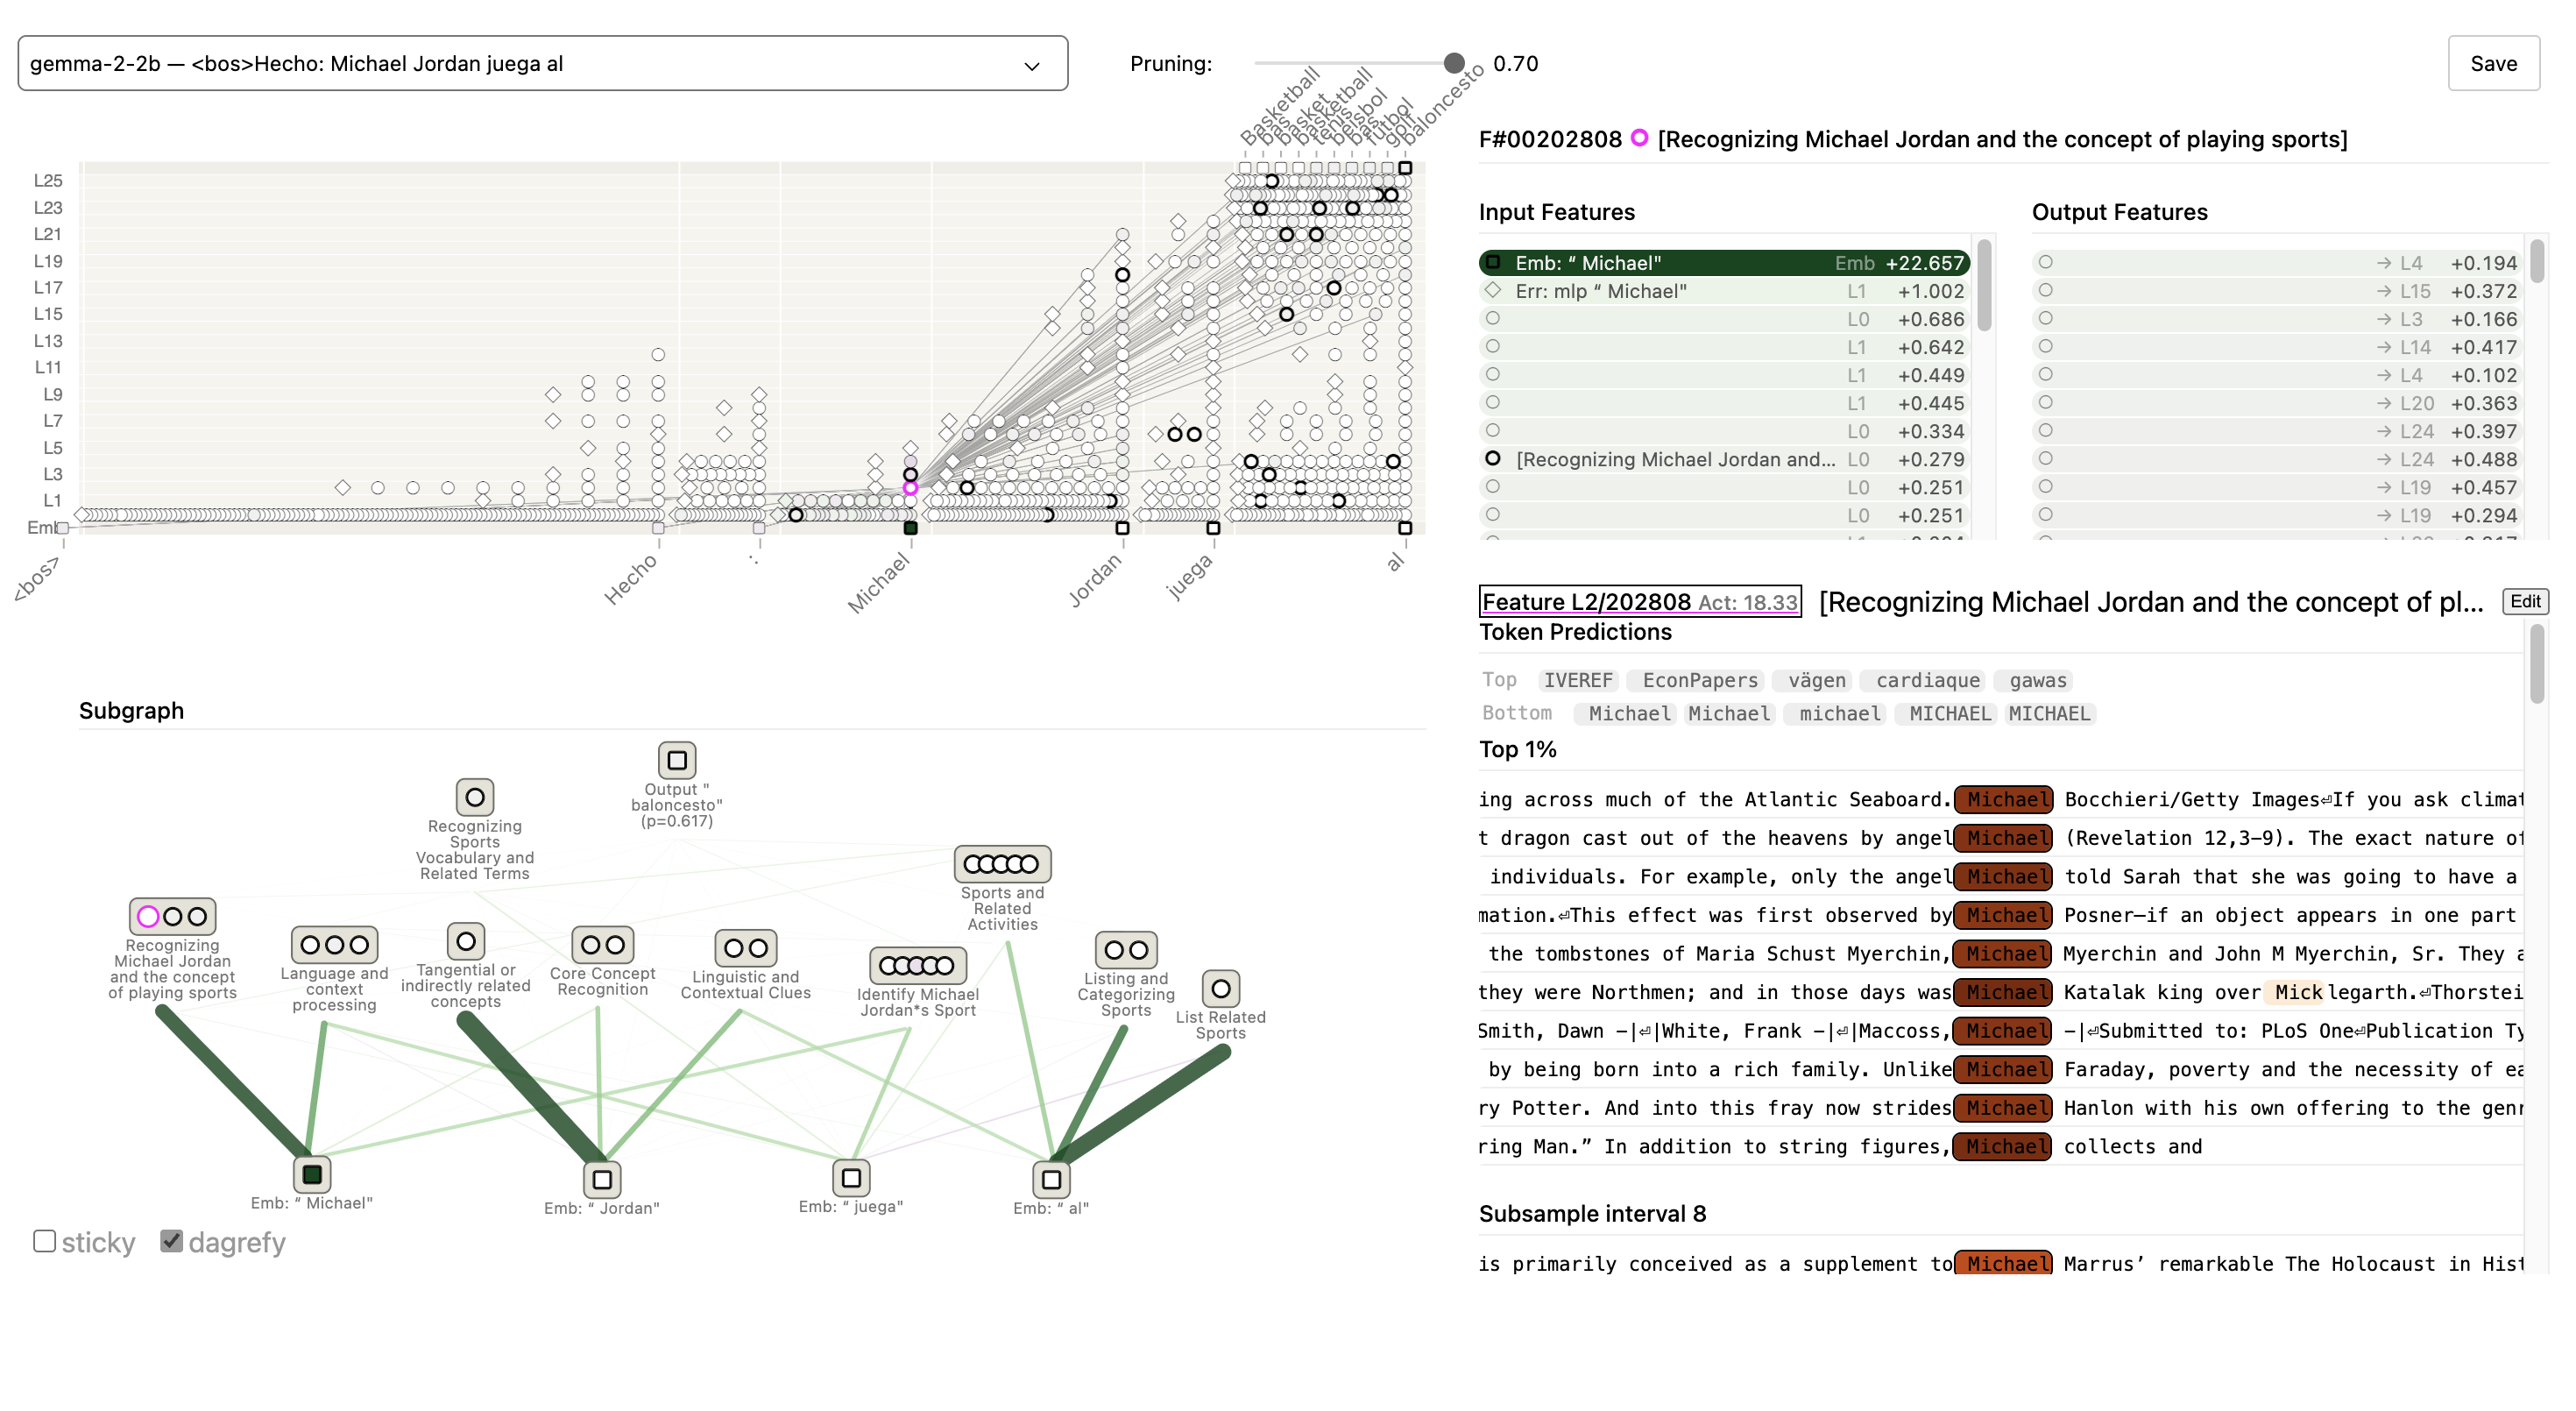 gemma-2-2b — <bos>Hecho: Michael Jordan juega al
Pruning: 0.70
Save
Basketball
bas
basket
basketball
tenis
béisbol
bas
fútbol
golf
baloncesto
L25
L23
L21
L19
L17
L15
L13
L11
L9
L7
L5
L3
L1
Emb
<bos>
Hecho
:
Michael
Jordan
juega
al
F#00202808 [Recognizing Michael Jordan and the concept of playing sports]
Input Features
Emb: “ Michael" Emb +22.657
Err: mlp “ Michael" L1 +1.002
L0 +0.686
L1 +0.642
L1 +0.449
L1 +0.445
L0 +0.334
[Recognizing Michael Jordan and... L0 +0.279
L0 +0.251
L0 +0.251
Output Features
→ L4 +0.194
→ L15 +0.372
→ L3 +0.166
→ L14 +0.417
→ L4 +0.102
→ L20 +0.363
→ L24 +0.397
→ L24 +0.488
→ L19 +0.457
→ L19 +0.294
Subgraph
Output "
baloncesto"
(p=0.617)
Recognizing
Sports
Vocabulary and
Related Terms
Sports and
Related
Activities
Recognizing
Michael Jordan
and the concept
of playing sports
Language and
context
processing
Tangential or
indirectly related
concepts
Core Concept
Recognition
Linguistic and
Contextual Clues
Identify Michael
Jordan*s Sport
Listing and
Categorizing
Sports
List Related
Sports
Emb: “ Michael"
Emb: “ Jordan"
Emb: “ juega"
Emb: “ al"
sticky dagrefy
Feature L2/202808 Act: 18.33 [Recognizing Michael Jordan and the concept of pl... Edit
Token Predictions
Top IVEREF EconPapers vägen cardiaque gawas
Bottom Michael Michael michael MICHAEL MICHAEL
Top 1%
ing across much of the Atlantic Seaboard. Michael Bocchieri/Getty Images⏎If you ask climat
t dragon cast out of the heavens by angel Michael (Revelation 12,3–9). The exact nature of
individuals. For example, only the angel Michael told Sarah that she was going to have a
mation.⏎This effect was first observed by Michael Posner—if an object appears in one part
the tombstones of Maria Schust Myerchin, Michael Myerchin and John M Myerchin, Sr. They a
they were Northmen; and in those days was Michael Katalak king over Micklegarth.⏎Thorstei
Smith, Dawn –|⏎|White, Frank –|⏎|Maccoss, Michael –|⏎Submitted to: PLoS One⏎Publication Ty
by being born into a rich family. Unlike Michael Faraday, poverty and the necessity of ea
ry Potter. And into this fray now strides Michael Hanlon with his own offering to the genr
ring Man.” In addition to string figures, Michael collects and
Subsample interval 8
is primarily conceived as a supplement to Michael Marrus’ remarkable The Holocaust in Hist